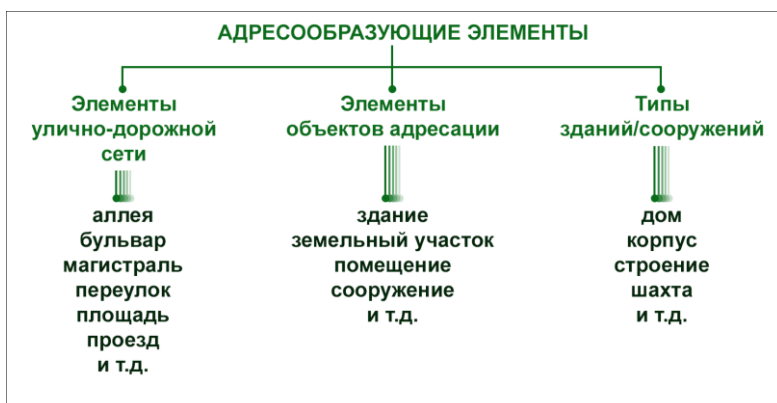 АДРЕСООБРАЗУЮЩИЕ ЭЛЕМЕНТЫ
Элементы
улично-дорожной
сети
аллея
бульвар
магистраль
переулок
площадь
проезд
и т.д.
Элементы
объектов адресации
здание
земельный участок
помещение
сооружение
и т.д.
Типы
зданий/сооружений
дом
корпус
строение
шахта
и т.д.